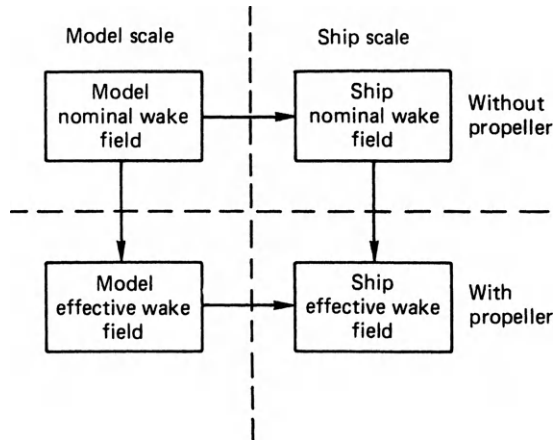 Model scale
Ship scale
Model
nominal wake
field
Ship
nominal wake
field
Without
propeller
Model
effective wake
field
Ship
effective wake
field
With
propeller